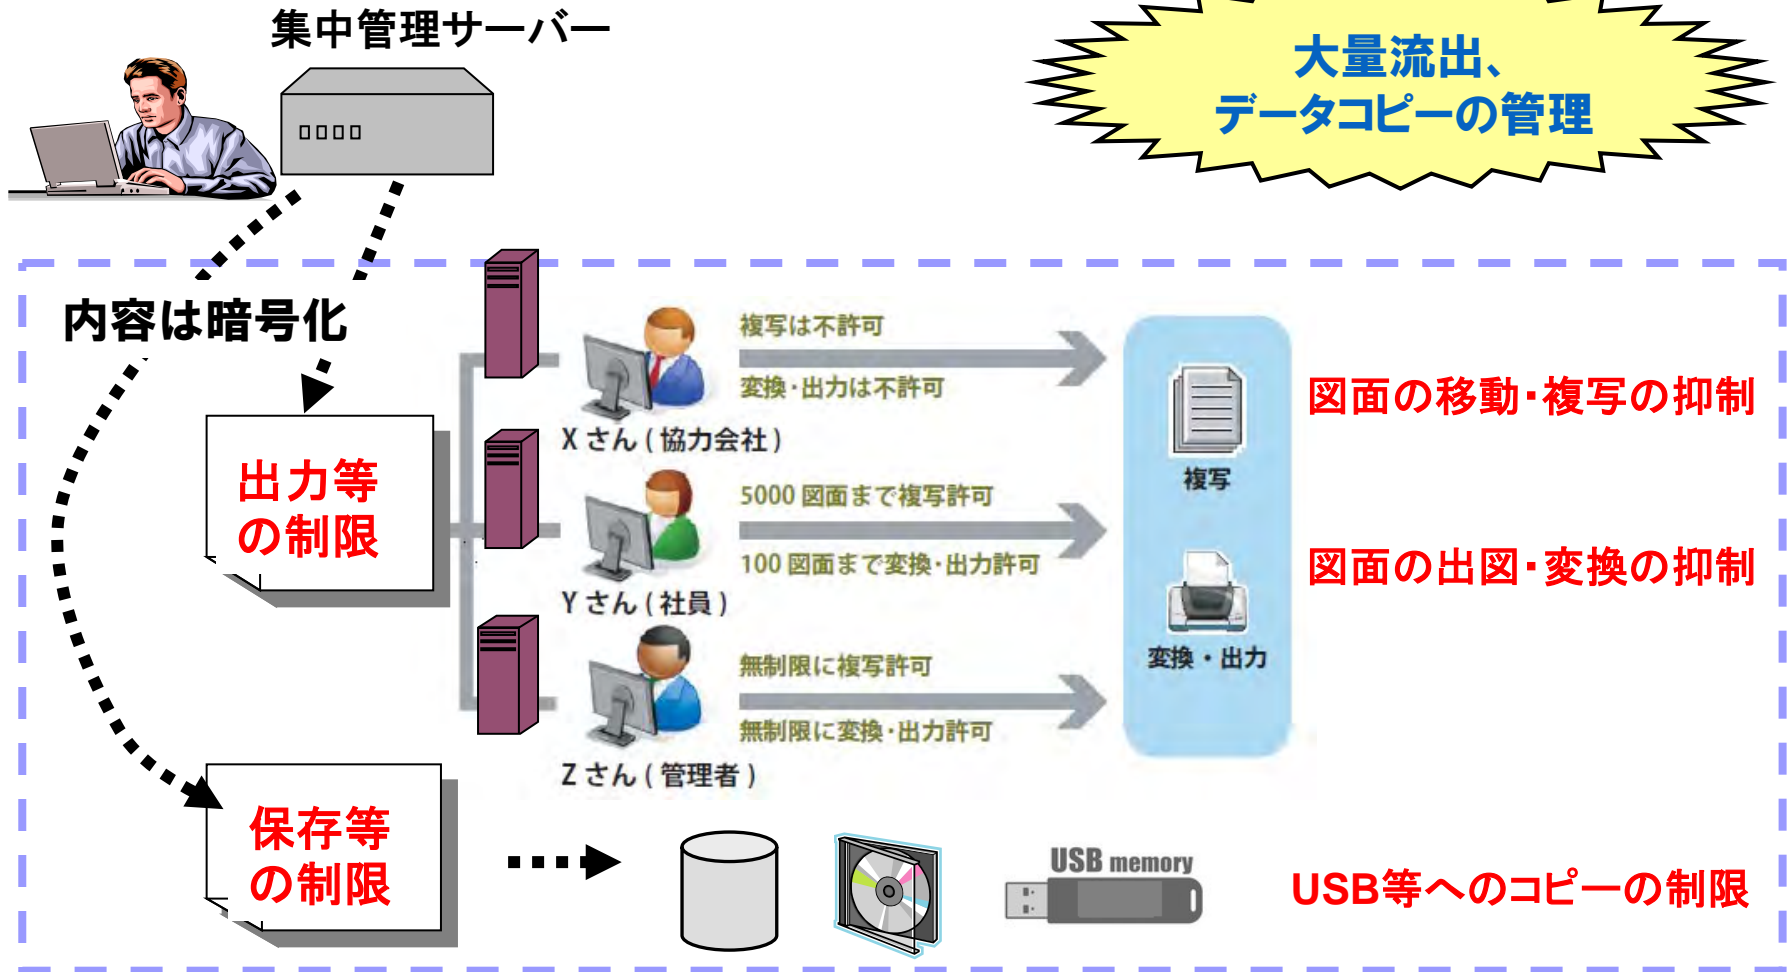 集中管理サーバー
大量流出、
データコピーの管理
内容は暗号化
複写は不許可
変換・出力は不許可
Xさん(協力会社)
図面の移動・複写の抑制
複写
出力等
の制限
5000 図面まで複写許可
100 図面まで変換・出力許可
Yさん(社員)
図面の出図・変換の抑制
変換・出力
無制限に複写許可
無制限に変換・出力許可
Zさん(管理者)
保存等
の制限
USB memory
USB等へのコピーの制限